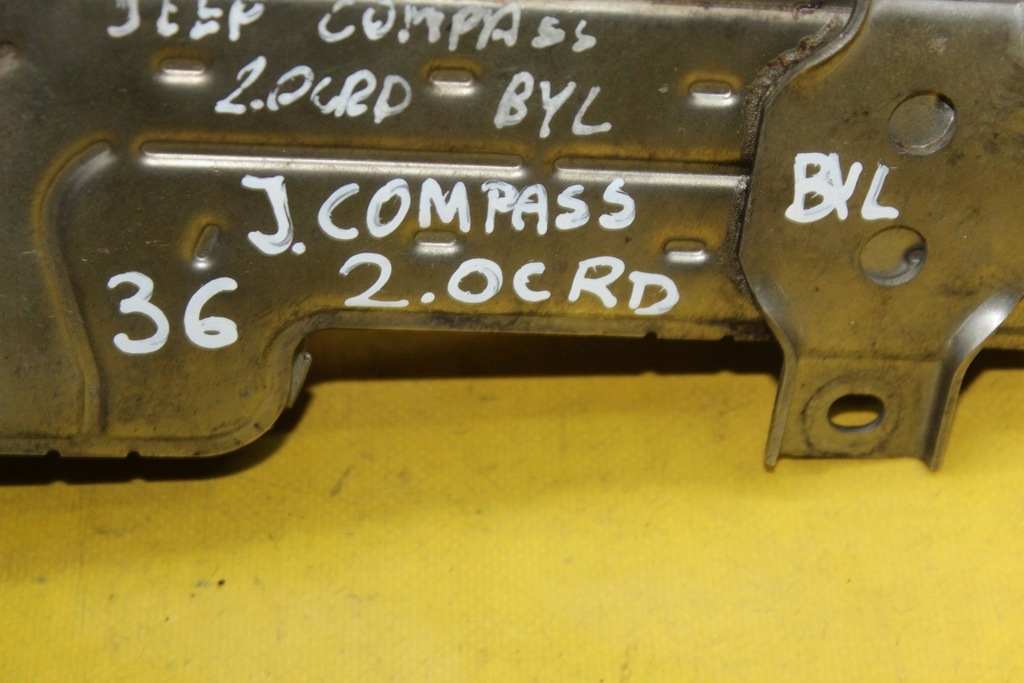 JEEP COMPASS
2.0CRD BYL
J.COMPASS
BYL
2.0CRD
36